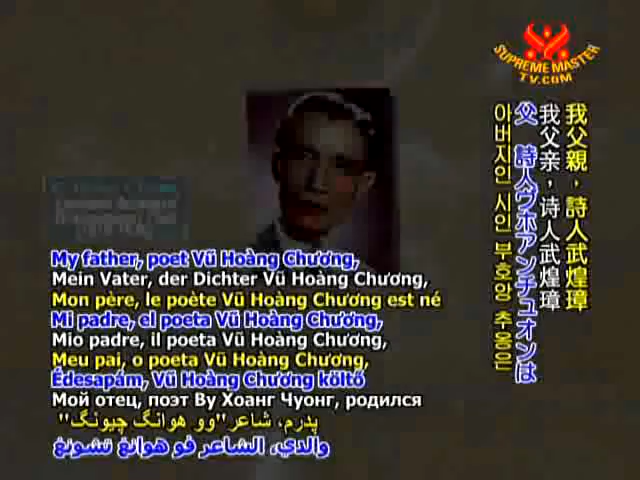 SUPREME MASTER
TV.COM
My father, poet Vũ Hoàng Chương,
Mein Vater, der Dichter Vũ Hoàng Chương,
Mon père, le poète Vũ Hoàng Chương est né
Mi padre, el poeta Vũ Hoàng Chương,
Mio padre, il poeta Vũ Hoàng Chương,
Meu pai, o poeta Vũ Hoàng Chương,
Édesapám, Vũ Hoàng Chương költő
Мой отец, поэт Ву Хоанг Чуонг, родился
پدرم، شاعر"وو هوانگ چیونگ"
والدي، الشاعر فو هوانغ تشونغ
我父親，詩人武煌璋
我父亲，诗人武煌璋
父　詩人ヴホアンチュオンは
아버지인 시인 부호앙 추옹은